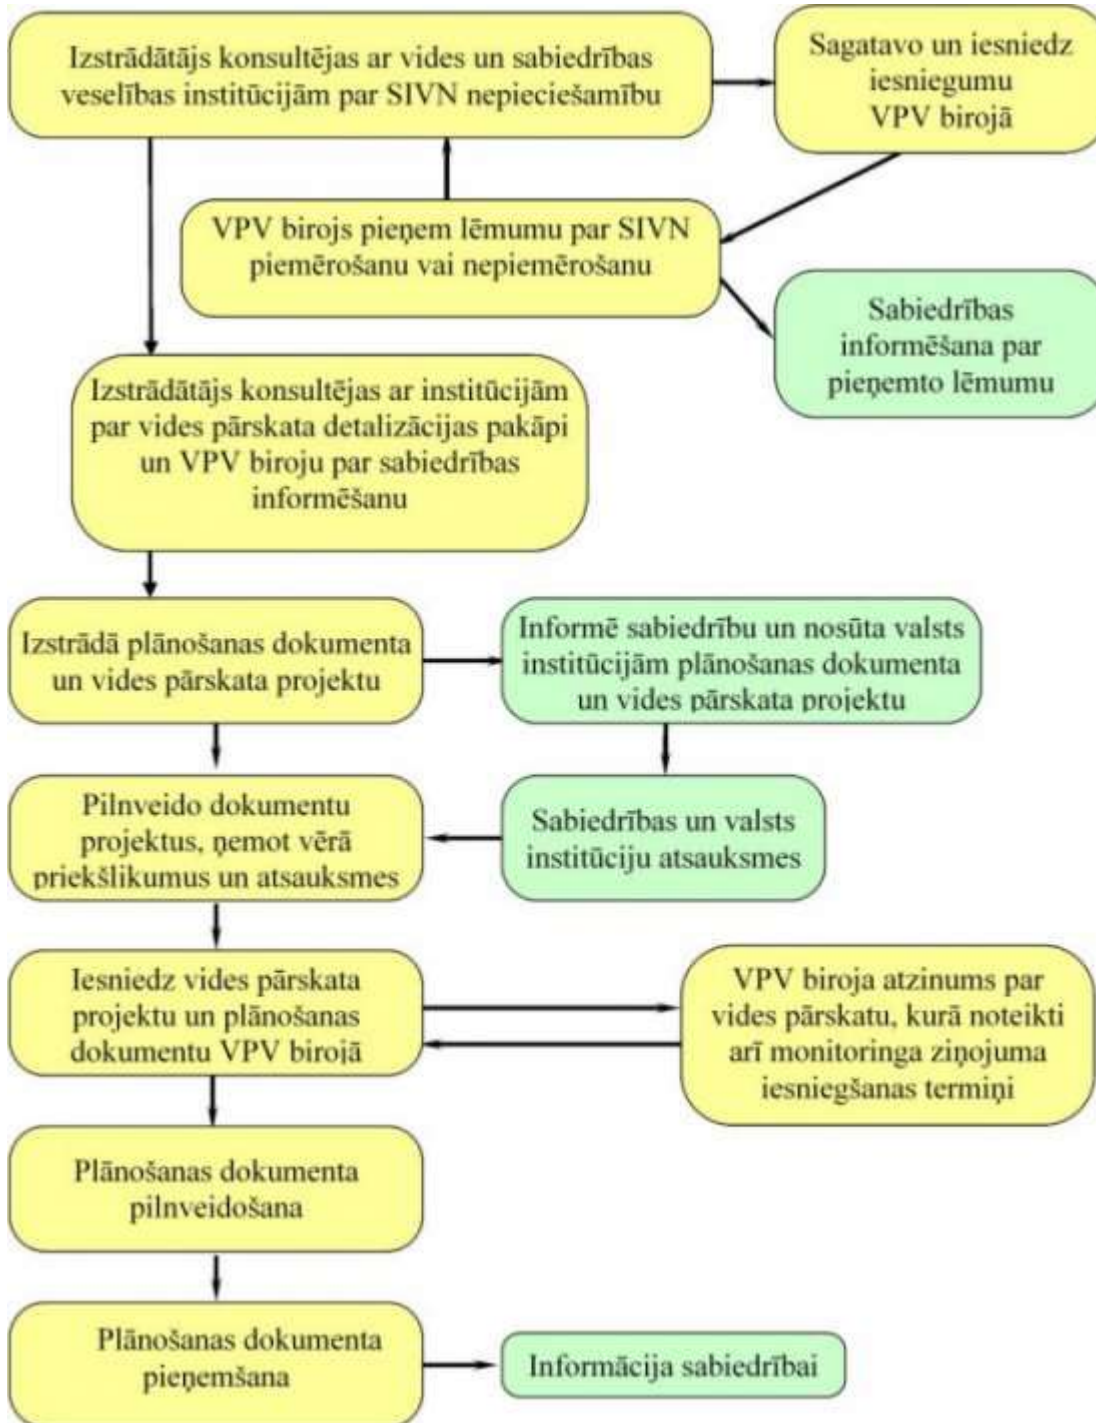 Izstrādātājs konsultējas ar vides un sabiedrības
veselības institūcijām par SIVN nepieciešamību
Sagatavo un iesniedz
iesniegumu
VPV birojā
VPV birojs pieņem lēmumu par SIVN
piemērošanu vai nepiemērošanu
Sabiedrības
informēšana par
pieņemto lēmumu
Izstrādātājs konsultējas ar institūcijām
par vides pārskata detalizācijas pakāpi
un VPV biroju par sabiedrības
informēšanu
Izstrādā plānošanas dokumenta
un vides pārskata projektu
Informē sabiedrību un nosūta valsts
institūcijām plānošanas dokumenta
un vides pārskata projektu
Pilnveido dokumentu
projektus, ņemot vērā
priekšlikumus un atsauksmes
Sabiedrības un valsts
institūciju atsauksmes
Iesniedz vides pārskata
projektu un plānošanas
dokumentu VPV birojā
VPV biroja atzinums par
vides pārskatu, kurā noteikti
arī monitoringa ziņojuma
iesniegšanas termiņi
Plānošanas dokumenta
pilnveidošana
Plānošanas dokumenta
pieņemšana
Informācija sabiedrībai